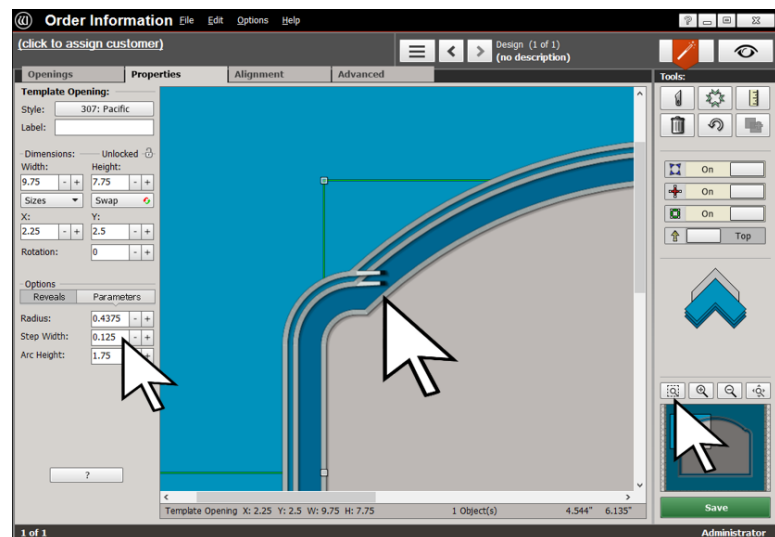 Order Information File Edit Options Help
(click to assign customer)
Design (1 of 1)
(no description)
Openings Properties Alignment Advanced
Tools:
Template Opening:
Style: 307: Pacific
Label:
Dimensions: Unlocked
Width: Height:
9.75 - + 7.75 - +
Sizes Swap
X: Y:
2.25 - + 2.5 - +
Rotation: 0 - +
Options
Reveals Parameters
Radius: 0.4375 - +
Step Width: 0.125 - +
Arc Height: 1.75 +
?
On
On
On
Top
Template Opening X: 2.25 Y: 2.5 W: 9.75 H: 7.75 1 Object(s) 4.544" 6.135"
Save
1 of 1 Administrator